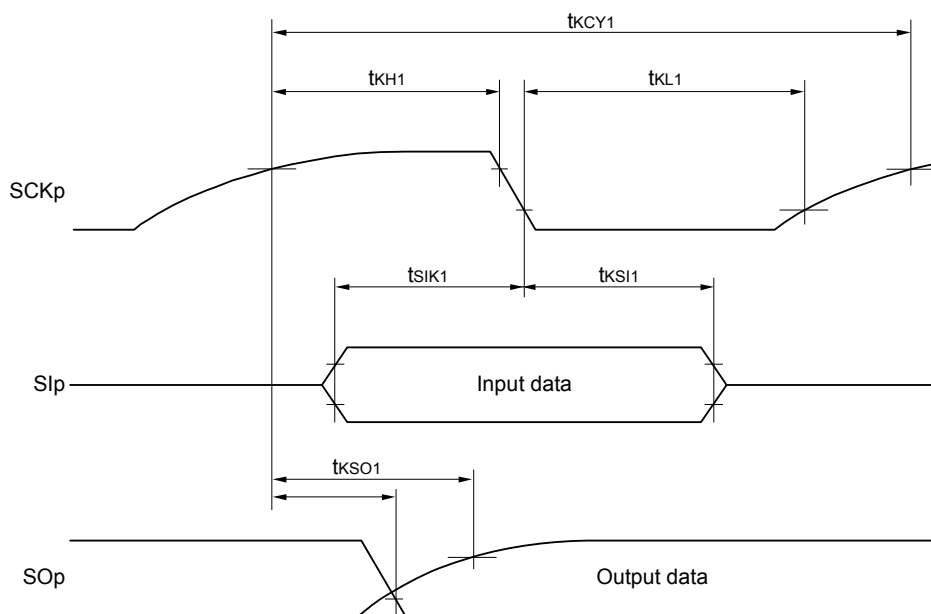 tKCY1
tKH1
tKL1
SCKp
tSIK1
tKSI1
SIp
Input data
tKSO1
SOp
Output data